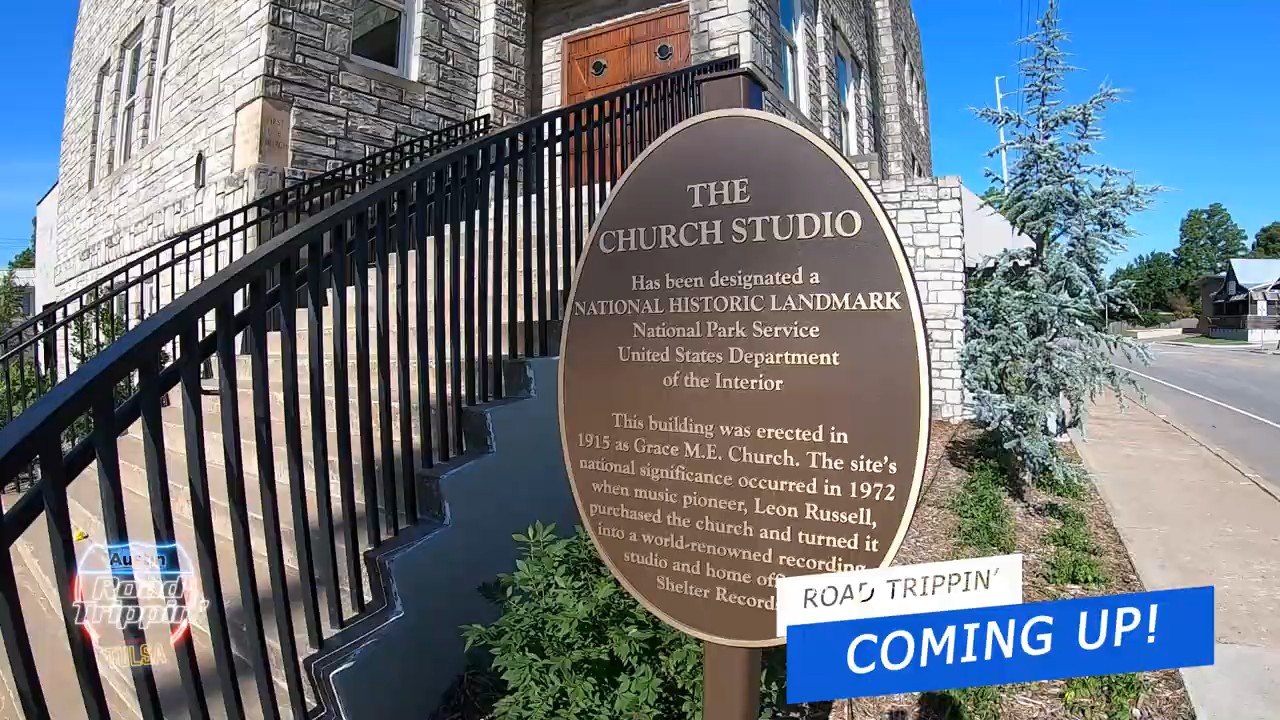 THE
CHURCH STUDIO
Has been designated a
NATIONAL HISTORIC LANDMARK
National Park Service
United States Department
of the Interior
This building was erected in
1915 as Grace M.E. Church. The site's
national significance occurred in 1972
when music pioneer, Leon Russell,
purchased the church and turned it
into a world-renowned recording
studio and home
Shelter Records
ROAD TRIPPIN'
COMING UP!
Austin
Road
Trippin'
TULSA